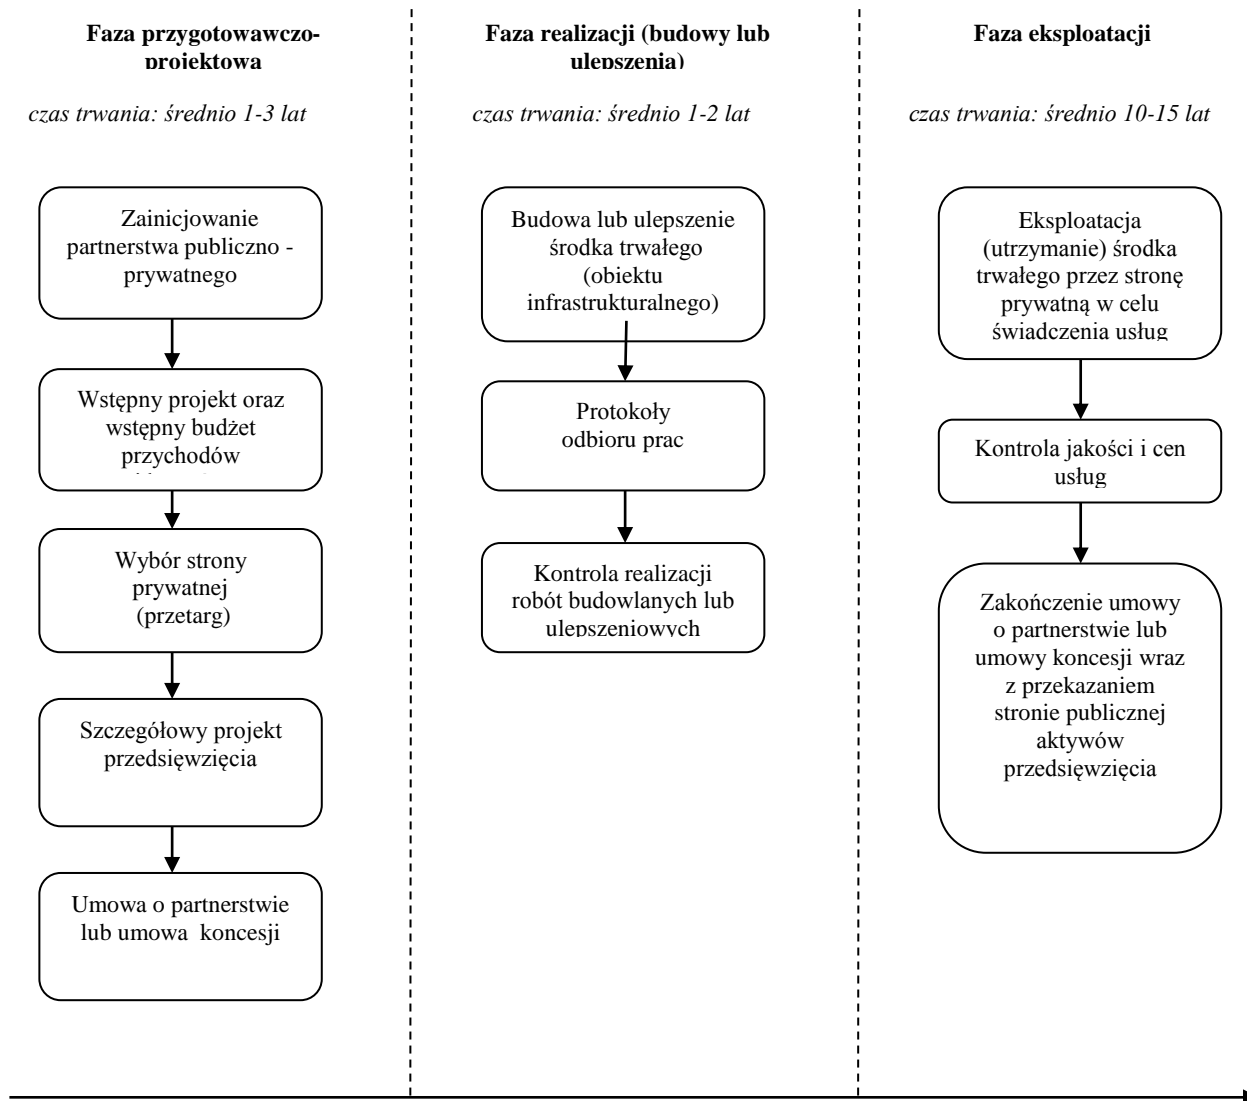 Faza przygotowawczo-
projektowa
czas trwania: średnio 1-3 lat
Zainicjowanie
partnerstwa publiczno -
prywatnego
Wstępny projekt oraz
wstępny budżet
przychodów
Wybór strony
prywatnej
(przetarg)
Szczegółowy projekt
przedsięwzięcia
Umowa o partnerstwie
lub umowa koncesji
Faza realizacji (budowy lub
ulepszenia)
czas trwania: średnio 1-2 lat
Budowa lub ulepszenie
środka trwałego
(obiektu
infrastrukturalnego)
Protokoły
odbioru prac
Kontrola realizacji
robót budowlanych lub
ulepszeniowych
Faza eksploatacji
czas trwania: średnio 10-15 lat
Eksploatacja
(utrzymanie) środka
trwałego przez stronę
prywatną w celu
świadczenia usług
Kontrola jakości i cen
usług
Zakończenie umowy
o partnerstwie lub
umowy koncesji wraz
z przekazaniem
stronie publicznej
aktywów
przedsięwzięcia